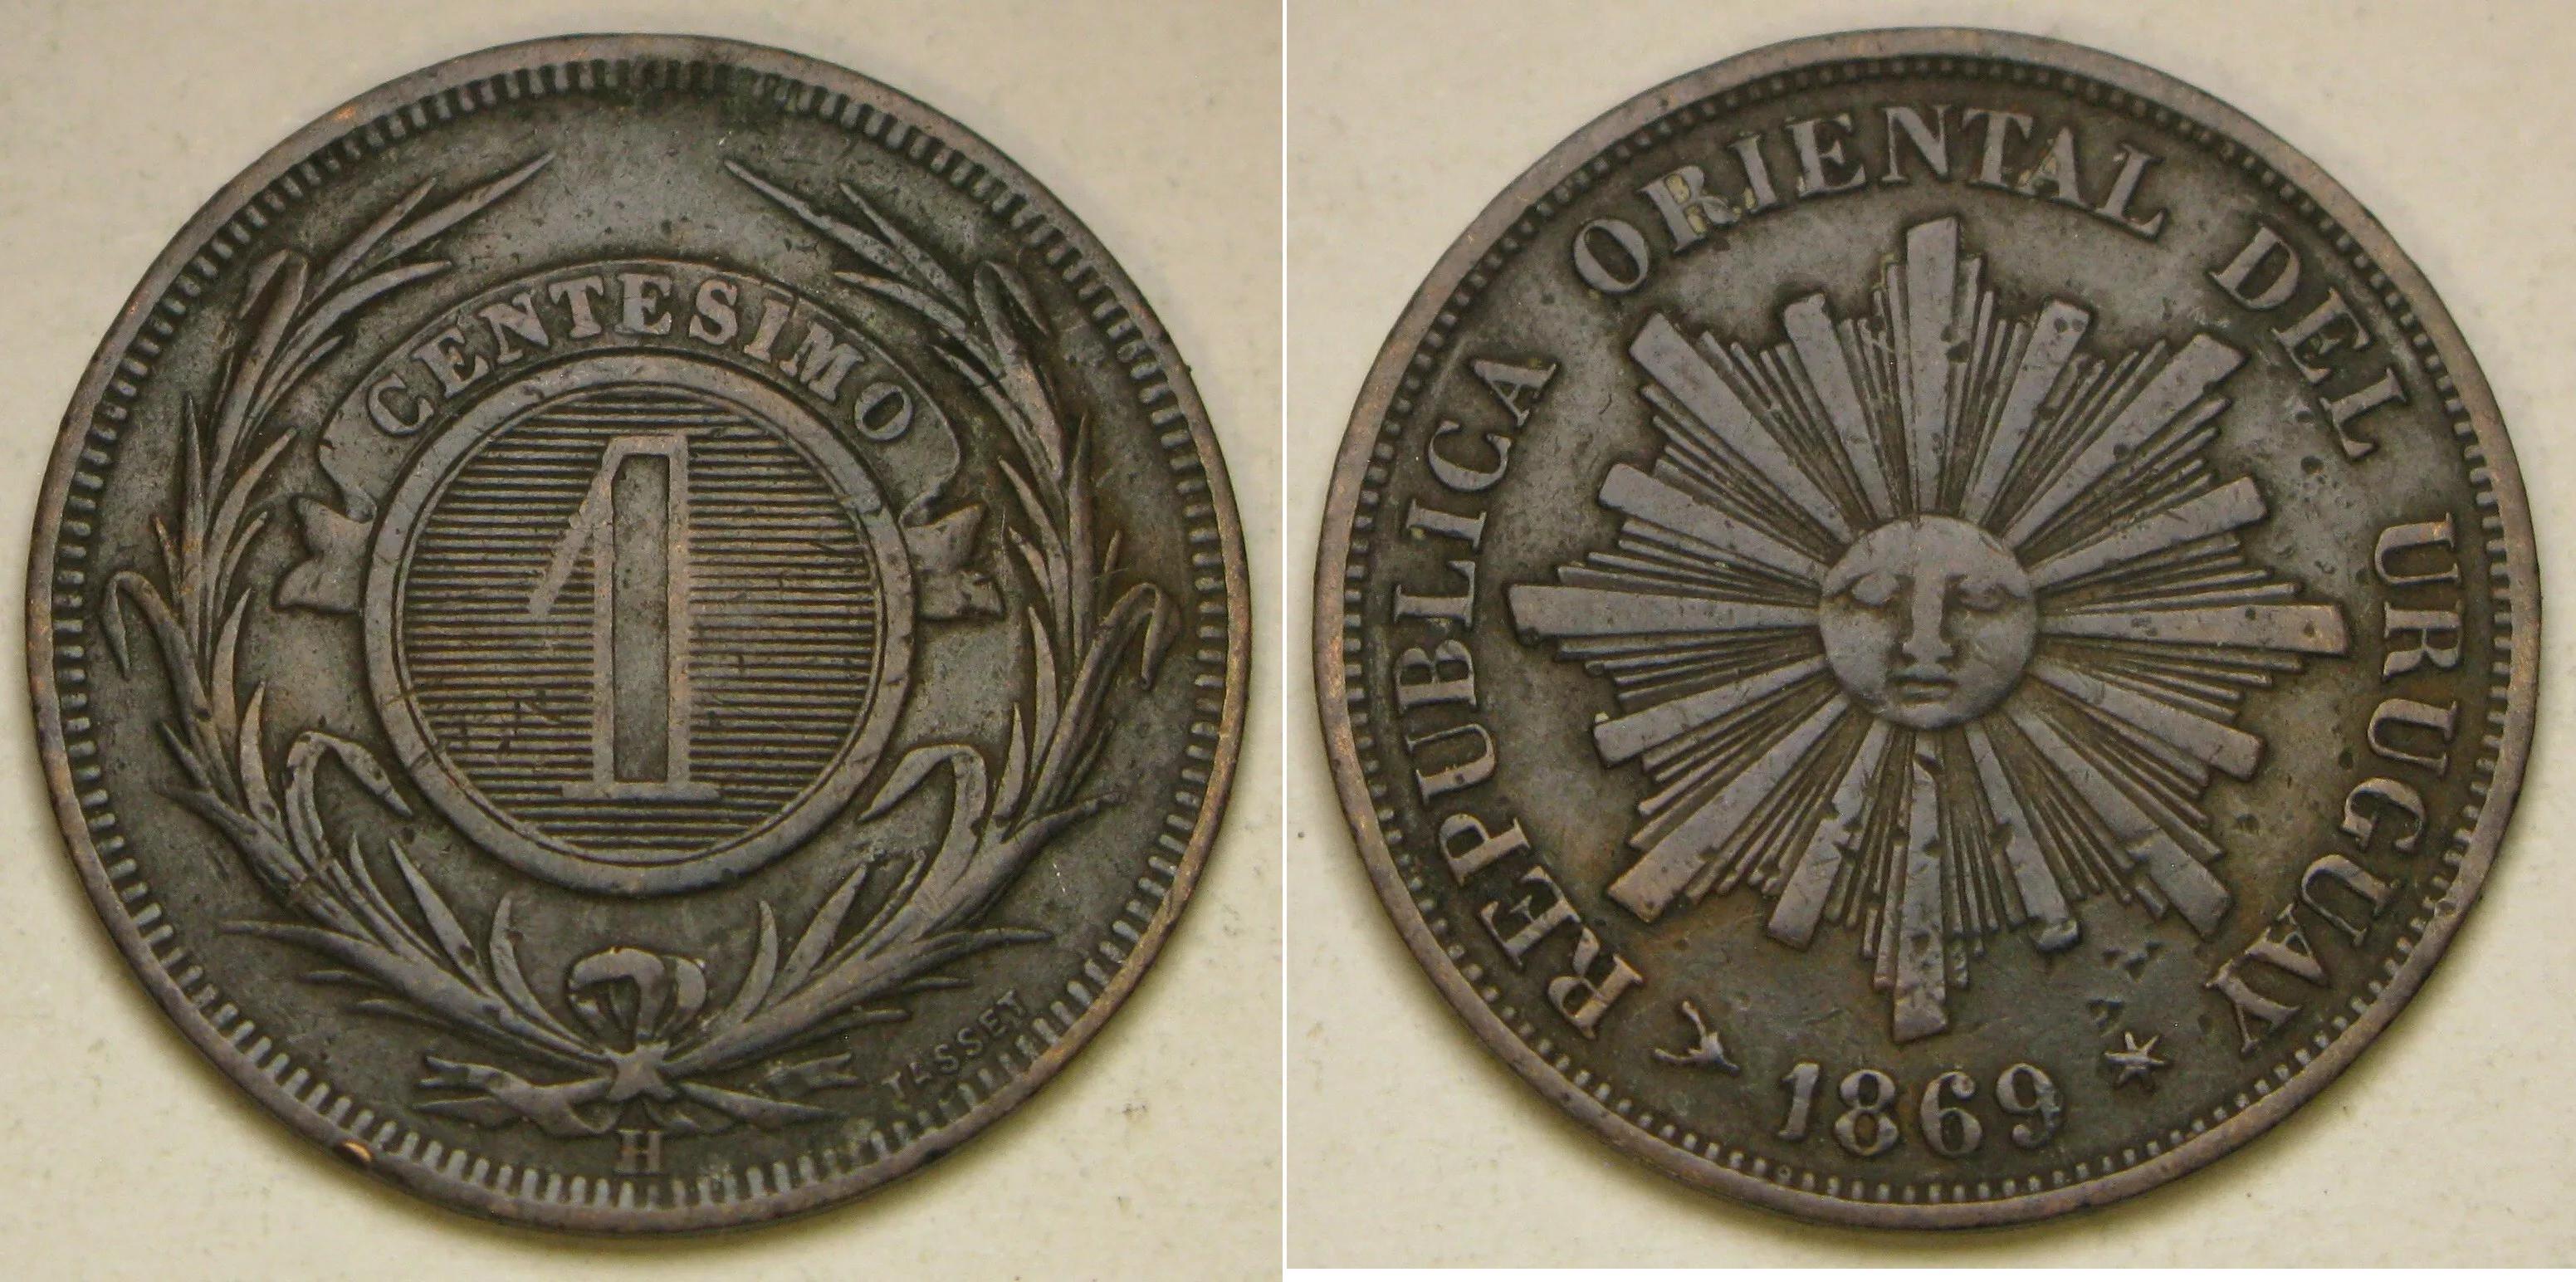 CENTESIMO
1
TASSET
H
REPUBLICA ORIENTAL DEL URUGUAY
1869